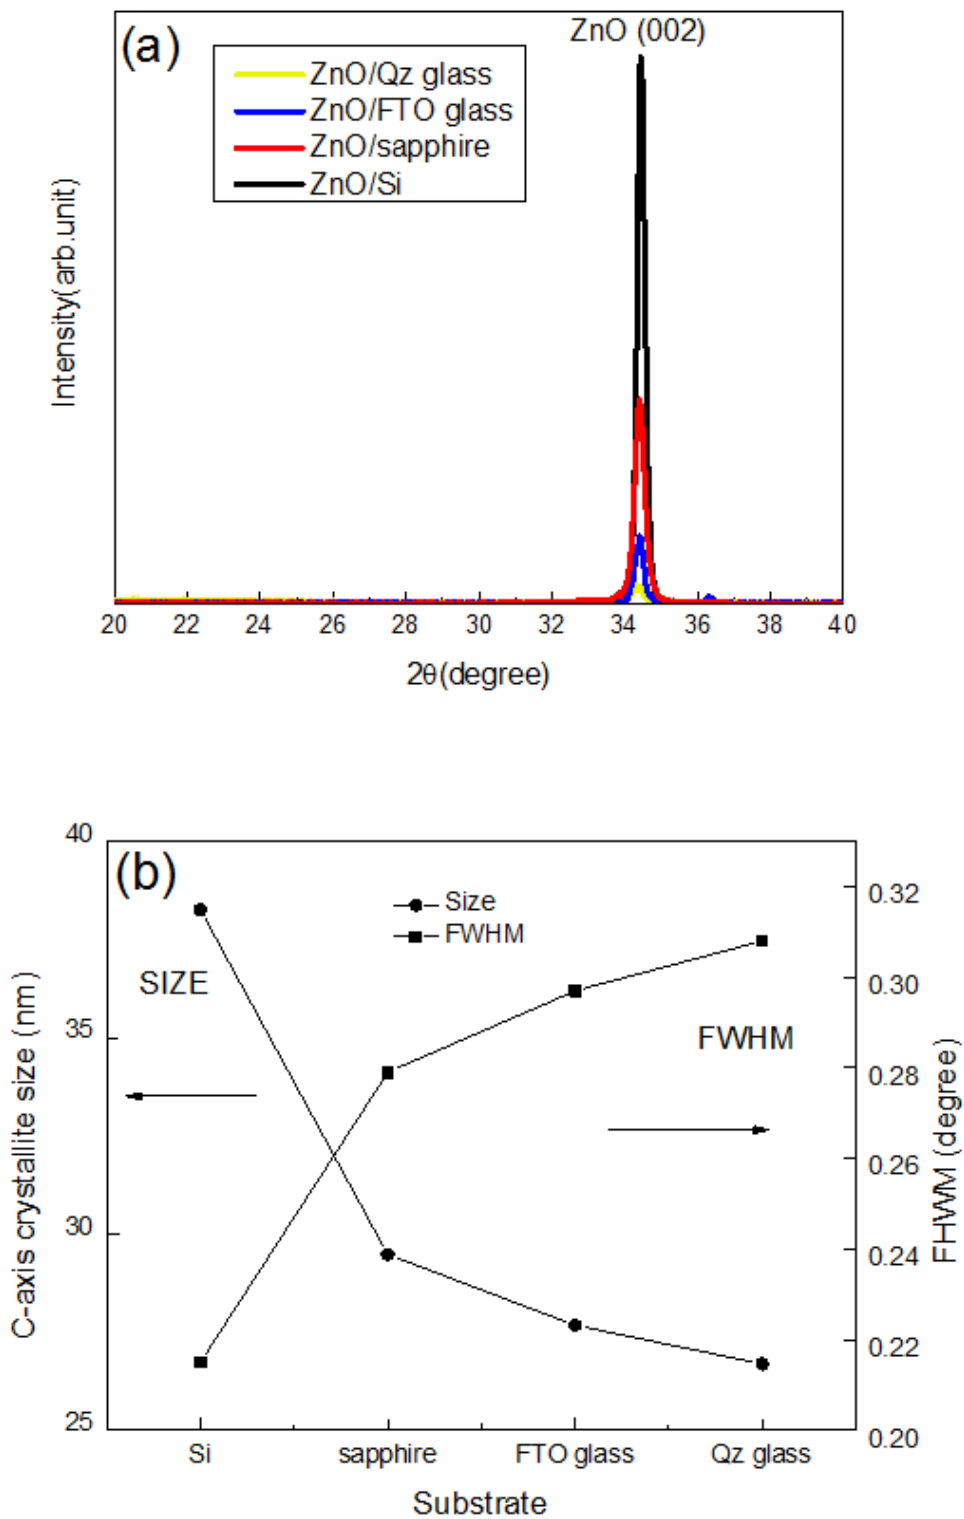 (a)
ZnO (002)
ZnO/Qz glass
ZnO/FTO glass
ZnO/sapphire
ZnO/Si
Intensity(arb.unit)
20 22 24 26 28 30 32 34 36 38 40
2θ(degree)
(b)
Size
FWHM
SIZE
FWHM
40
35
30
25
C-axis crystallite size (nm)
0.32
0.30
0.28
0.26
0.24
0.22
0.20
FHWM (degree)
Si sapphire FTO glass Qz glass
Substrate